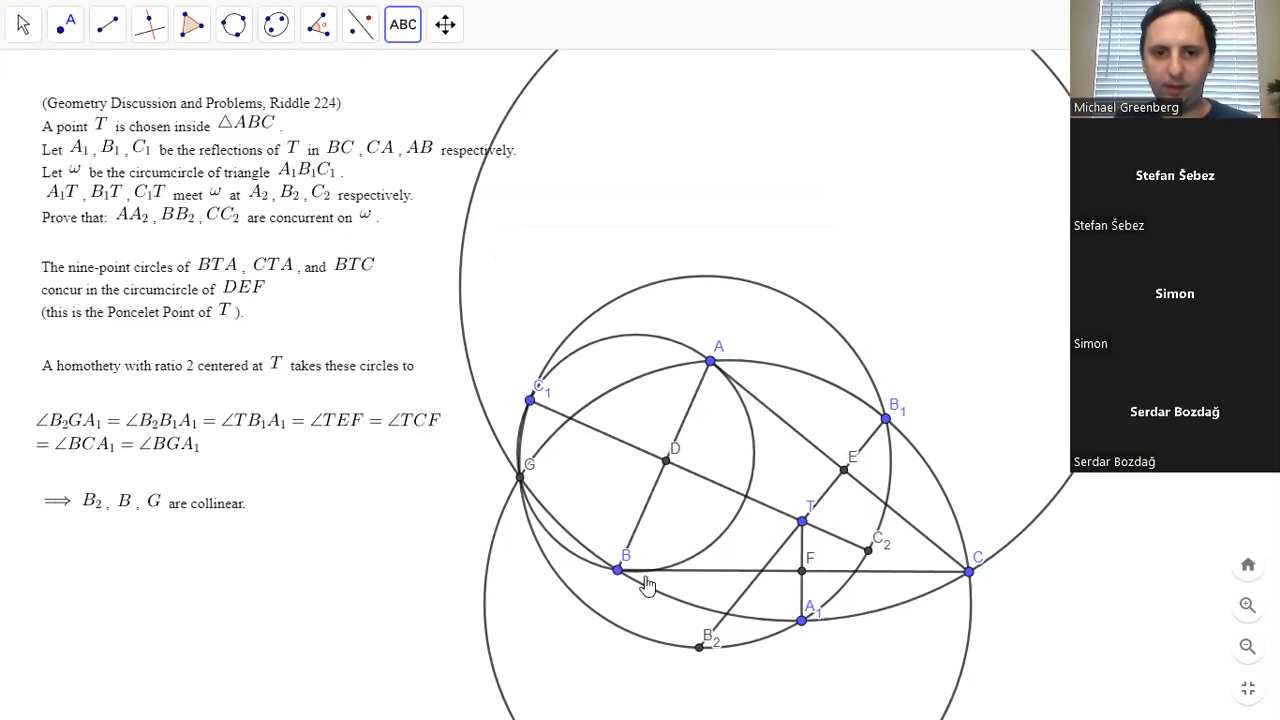 ABC
(Geometry Discussion and Problems, Riddle 224)
A point T is chosen inside △ABC .
Let A₁ , B₁ , C₁ be the reflections of T in BC , CA , AB respectively.
Let ω be the circumcircle of triangle A₁B₁C₁ .
A₁T , B₁T , C₁T meet ω at A₂ , B₂ , C₂ respectively.
Prove that: AA₂ , BB₂ , CC₂ are concurrent on ω .
The nine-point circles of BTA , CTA , and BTC
concur in the circumcircle of DEF
(this is the Poncelet Point of T ).
A homothety with ratio 2 centered at T takes these circles to
∠B₂GA₁ = ∠B₂B₁A₁ = ∠TB₁A₁ = ∠TEF = ∠TCF
= ∠BCA₁ = ∠BGA₁
⟹ B₂ , B , G are collinear.
A
C₁
B₁
D
E
G
T
C₂
B
F
C
A₁
B₂
Michael Greenberg
Stefan Šebez
Stefan Šebez
Simon
Simon
Serdar Bozdağ
Serdar Bozdağ